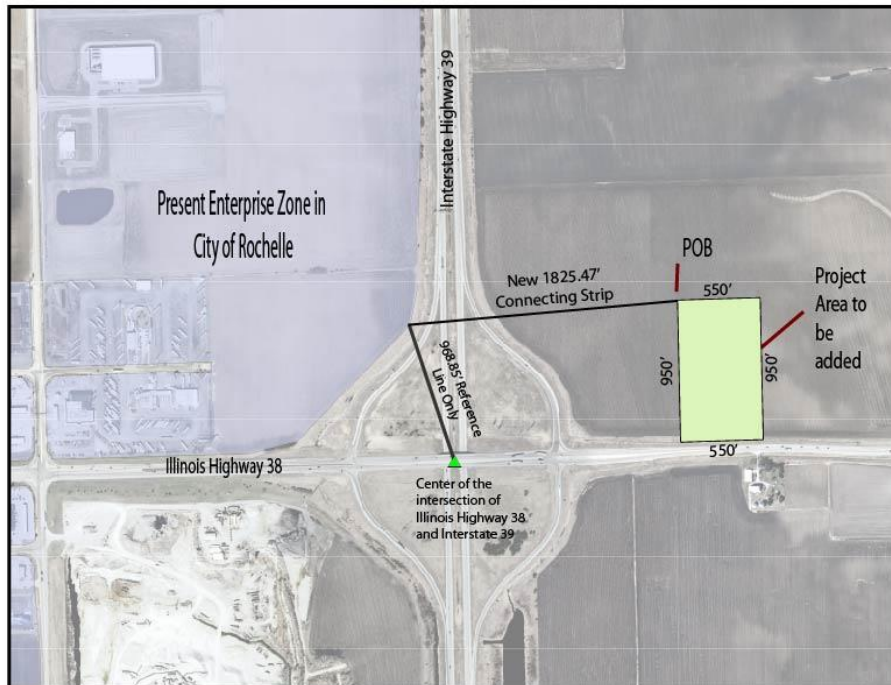 Interstate Highway 39
Present Enterprise Zone in
City of Rochelle
POB
New 1825.47'
Connecting Strip
550'
Project
Area to
be
added
968.85' Reference
Line Only
950'
950'
550'
Illinois Highway 38
Center of the
intersection of
Illinois Highway 38
and Interstate 39